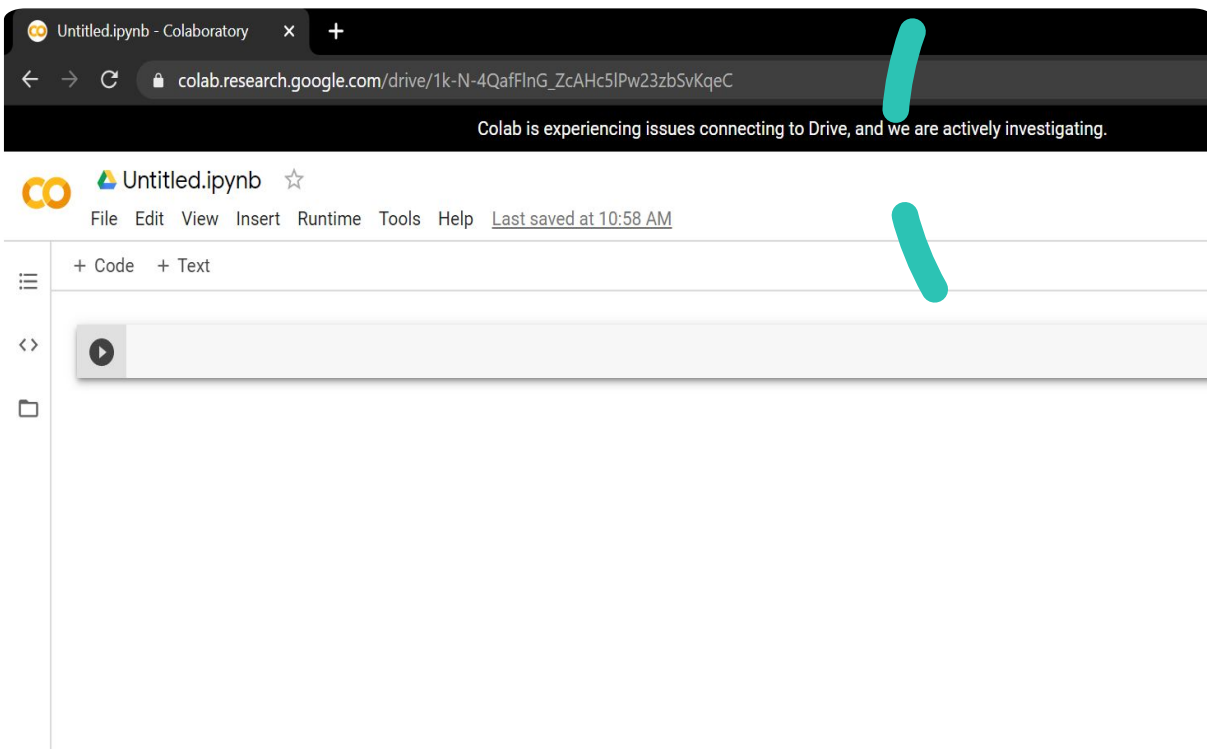 Untitled.ipynb - Colaboratory
colab.research.google.com/drive/1k-N-4QafFlnG_ZcAHc5lPw23zbSvKqeC
Colab is experiencing issues connecting to Drive, and we are actively investigating.
Untitled.ipynb
File Edit View Insert Runtime Tools Help Last saved at 10:58 AM
+ Code + Text